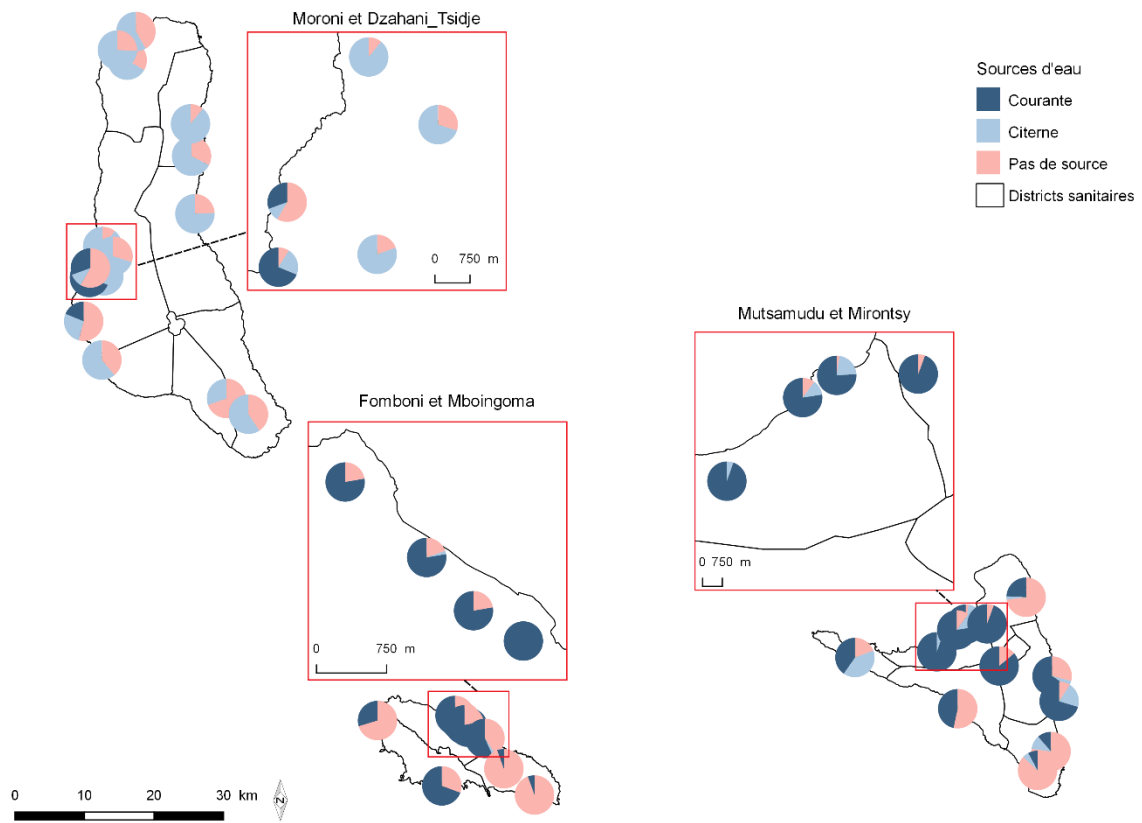 Moroni et Dzahani_Tsidje
Sources d'eau
Courante
Citerne
Pas de source
Districts sanitaires
0 750 m
Mutsamudu et Mirontsy
0 750 m
Fomboni et Mboingoma
0 750 m
0 10 20 30 km
N